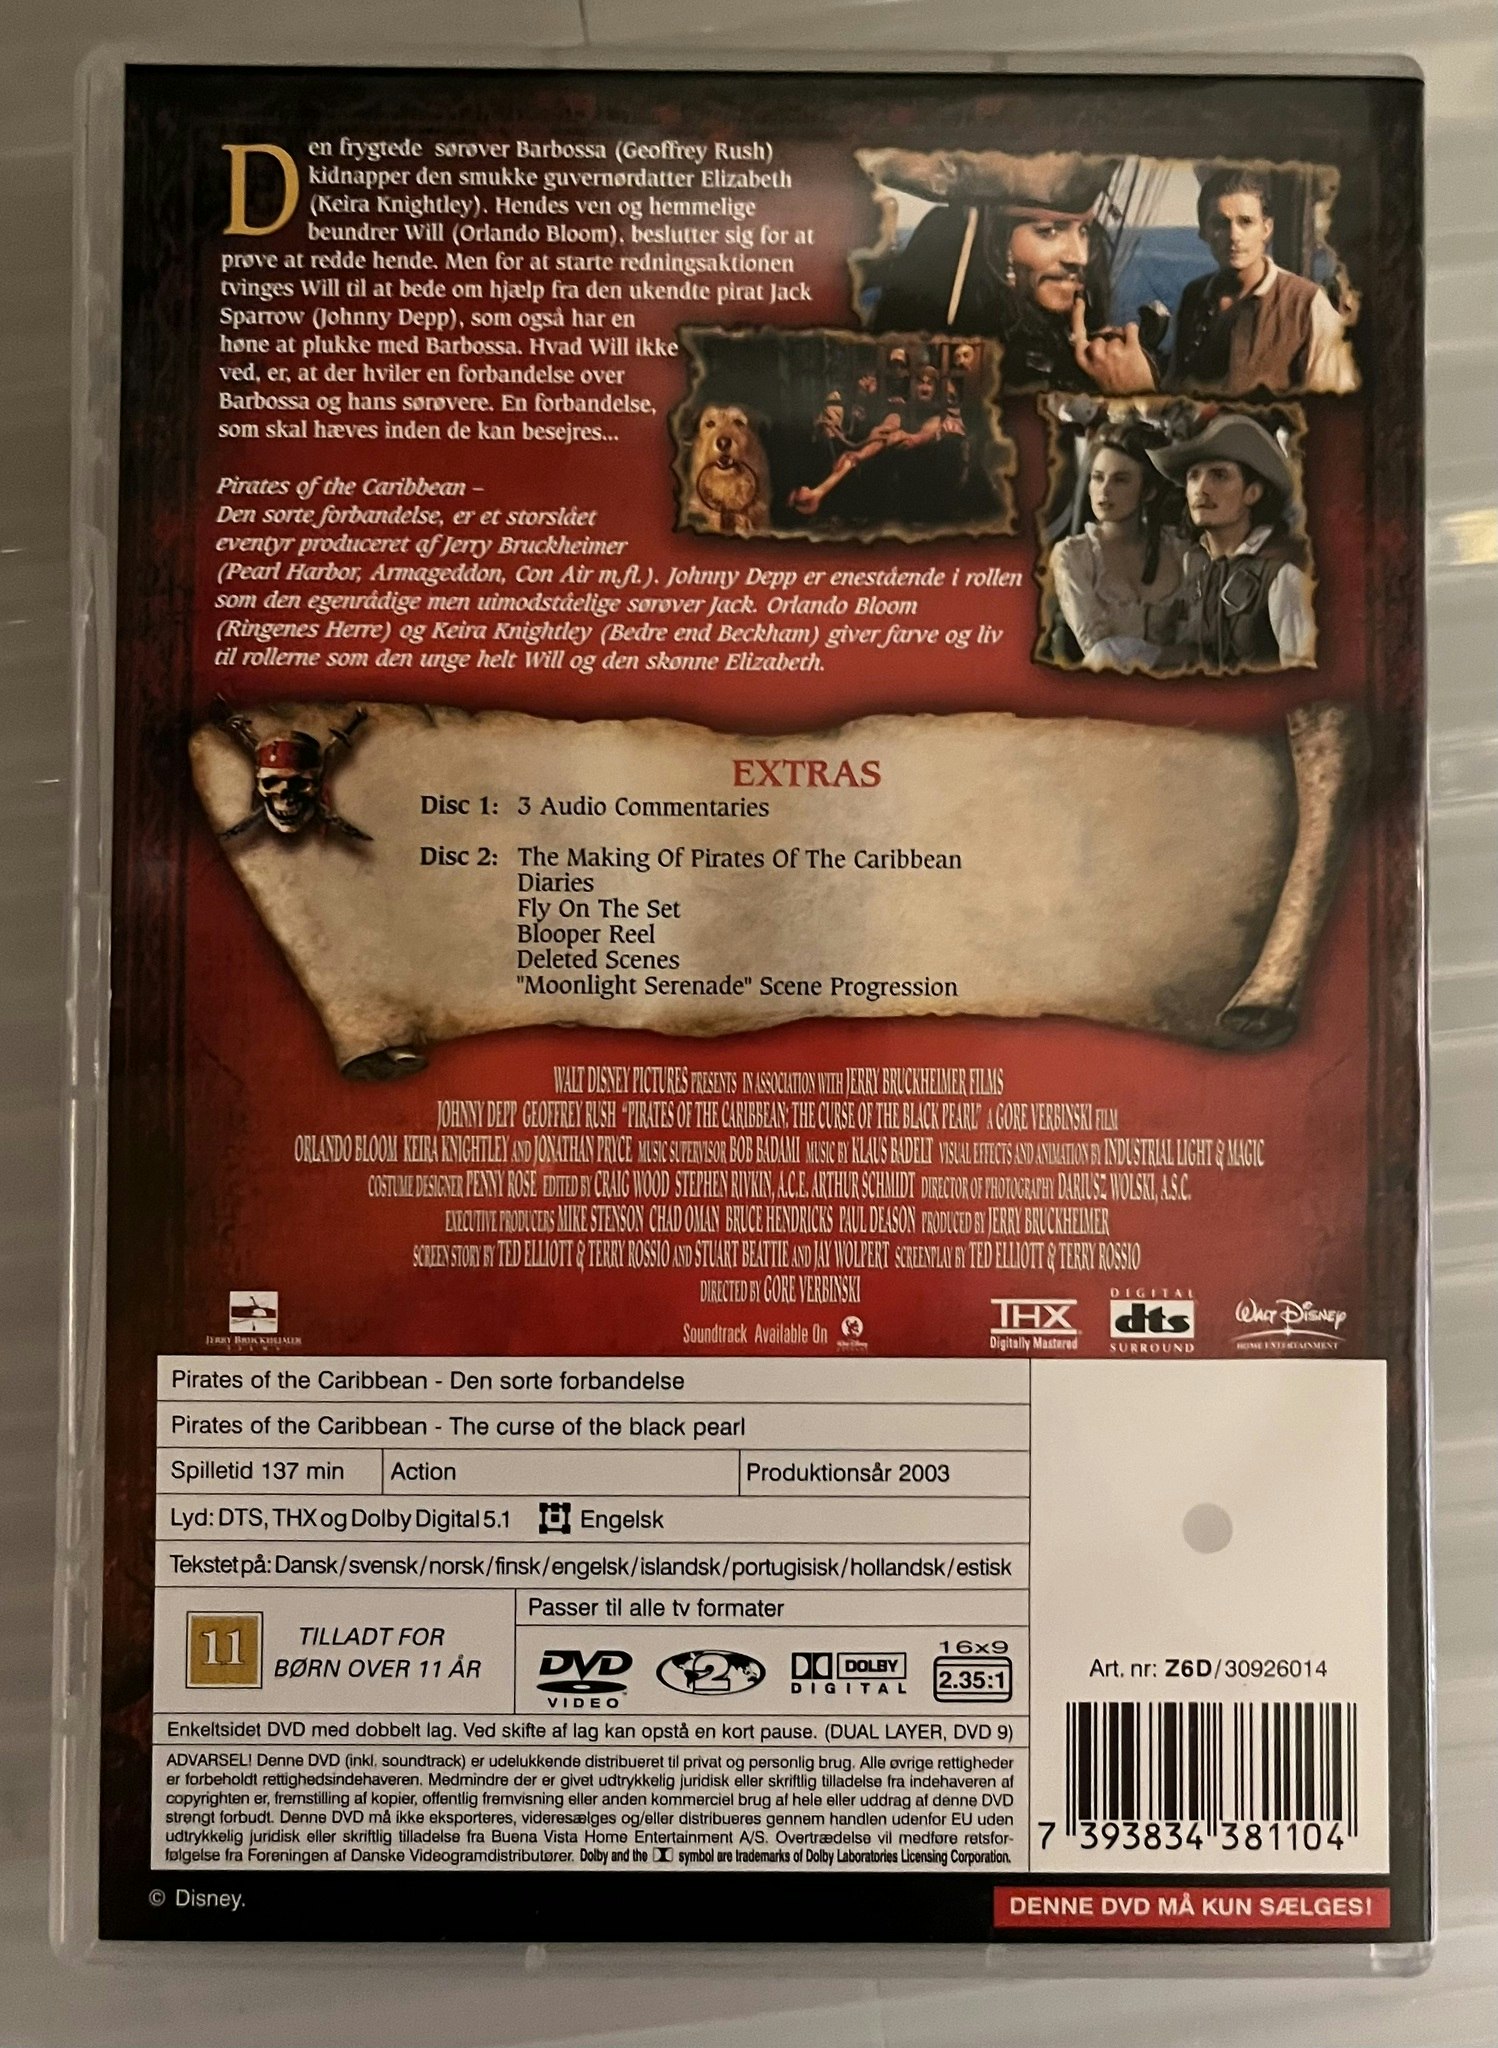 Den frygtede sørøver Barbossa (Geoffrey Rush)
kidnapper den smukke guvernørdatter Elizabeth
(Keira Knightley). Hendes ven og hemmelige
beundrer Will (Orlando Bloom), beslutter sig for at
prøve at redde hende. Men for at starte redningsaktionen
tvinges Will til at bede om hjælp fra den ukendte pirat Jack
Sparrow (Johnny Depp), som også har en
høne at plukke med Barbossa. Hvad Will ikke
ved, er, at der hviler en forbandelse over
Barbossa og hans sørøvere. En forbandelse,
som skal hæves inden de kan besejres...
Pirates of the Caribbean –
Den sorte forbandelse, er et storslået
eventyr produceret af Jerry Bruckheimer
(Pearl Harbor, Armageddon, Con Air m.fl.). Johnny Depp er enestående i rollen
som den egenrådige men uimodståelige sørøver Jack. Orlando Bloom
(Ringenes Herre) og Keira Knightley (Bedre end Beckham) giver farve og liv
til rollerne som den unge helt Will og den skønne Elizabeth.
EXTRAS
Disc 1: 3 Audio Commentaries
Disc 2: The Making Of Pirates Of The Caribbean
Diaries
Fly On The Set
Blooper Reel
Deleted Scenes
"Moonlight Serenade" Scene Progression
WALT DISNEY PICTURES PRESENTS IN ASSOCIATION WITH JERRY BRUCKHEIMER FILMS
JOHNNY DEPP GEOFFREY RUSH "PIRATES OF THE CARIBBEAN: THE CURSE OF THE BLACK PEARL" A GORE VERBINSKI FILM
ORLANDO BLOOM KEIRA KNIGHTLEY AND JONATHAN PRYCE MUSIC SUPERVISOR BOB BADAMI MUSIC BY KLAUS BADELT VISUAL EFFECTS AND ANIMATION BY INDUSTRIAL LIGHT & MAGIC
COSTUME DESIGNER PENNY ROSE EDITED BY CRAIG WOOD STEPHEN RIVKIN, A.C.E. ARTHUR SCHMIDT DIRECTOR OF PHOTOGRAPHY DARIUSZ WOLSKI, A.S.C.
EXECUTIVE PRODUCERS MIKE STENSON CHAD OMAN BRUCE HENDRICKS PAUL DEASON PRODUCED BY JERRY BRUCKHEIMER
SCREEN STORY BY TED ELLIOTT & TERRY ROSSIO AND STUART BEATTIE AND JAY WOLPERT SCREENPLAY BY TED ELLIOTT & TERRY ROSSIO
DIRECTED BY GORE VERBINSKI
JERRY BRUCKHEIMER
FILMS
Soundtrack Available On
THX
Digitally Mastered
DIGITAL
dts
SURROUND
WALT DISNEY
HOME ENTERTAINMENT
Pirates of the Caribbean - Den sorte forbandelse
Pirates of the Caribbean - The curse of the black pearl
Spilletid 137 min Action Produktionsår 2003
Lyd: DTS, THX og Dolby Digital 5.1 Engelsk
Tekstet på: Dansk/svensk/norsk/finsk/engelsk/islandsk/portugisisk/hollandsk/estisk
11
TILLADT FOR
BØRN OVER 11 ÅR
Passer til alle tv formater
DVD
VIDEO
2
DOLBY
DIGITAL
16x9
2.35:1
Enkeltsidet DVD med dobbelt lag. Ved skifte af lag kan opstå en kort pause. (DUAL LAYER, DVD 9)
ADVARSEL! Denne DVD (inkl. soundtrack) er udelukkende distribueret til privat og personlig brug. Alle øvrige rettigheder
er forbeholdt rettighedsindehaveren. Medmindre der er givet udtrykkelig juridisk eller skriftlig tilladelse fra indehaveren af
copyrighten er, fremstilling af kopier, offentlig fremvisning eller anden kommerciel brug af hele eller uddrag af denne DVD
strengt forbudt. Denne DVD må ikke eksporteres, videresælges og/eller distribueres gennem handlen udenfor EU uden
udtrykkelig juridisk eller skriftlig tilladelse fra Buena Vista Home Entertainment A/S. Overtrædelse vil medføre retsfor-
følgelse fra Foreningen af Danske Videogramdistributører. Dolby and the symbol are trademarks of Dolby Laboratories Licensing Corporation.
Art. nr: Z6D/30926014
7 393834 381104
© Disney.
DENNE DVD MÅ KUN SÆLGES!